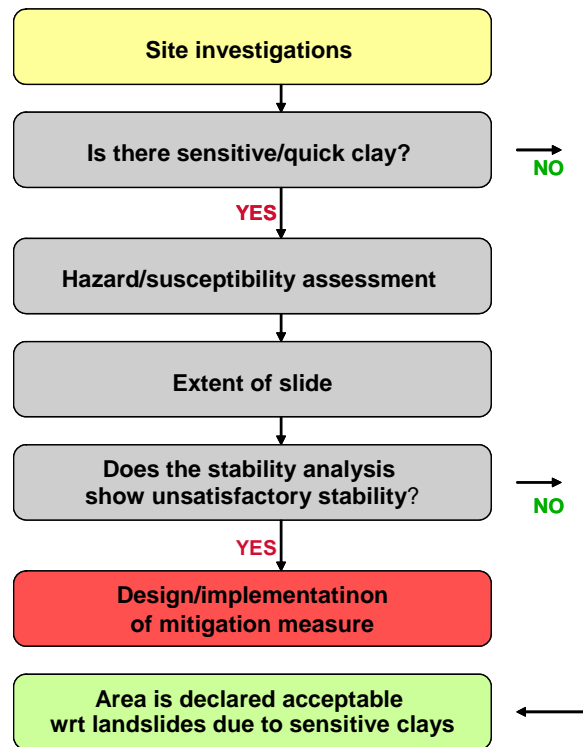 Site investigations
Is there sensitive/quick clay?
NO
YES
Hazard/susceptibility assessment
Extent of slide
Does the stability analysis
show unsatisfactory stability?
NO
YES
Design/implementatinon
of mitigation measure
Area is declared acceptable
wrt landslides due to sensitive clays